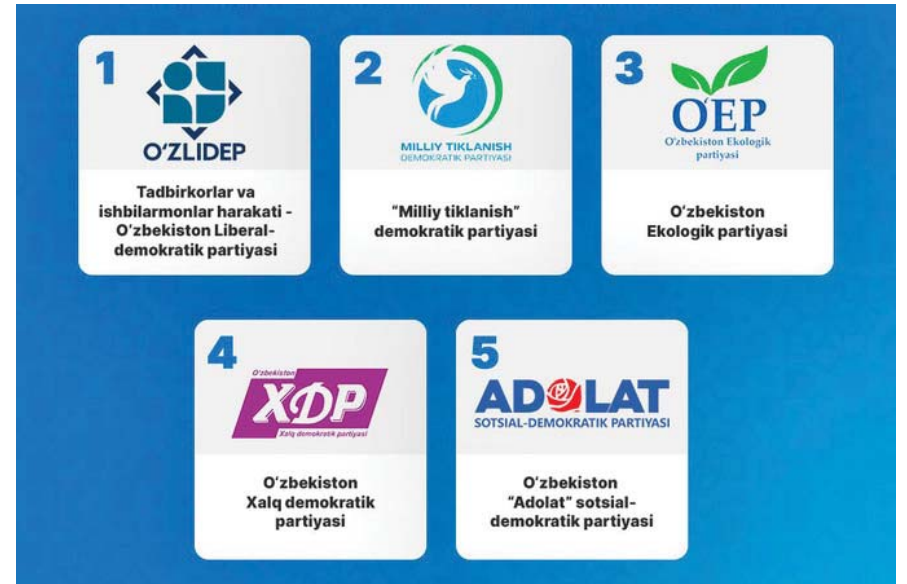 1
O‘ZLIDEP
Tadbirkorlar va
ishbilarmonlar harakati -
O‘zbekiston Liberal-
demokratik partiyasi
2
MILLIY TIKLANISH
DEMOKRATIK PARTIYASI
“Milliy tiklanish”
demokratik partiyasi
3
O‘EP
O‘zbekiston Ekologik
partiyasi
O‘zbekiston
Ekologik partiyasi
4
O‘zbekiston
XDP
Xalq demokratik partiyasi
O‘zbekiston
Xalq demokratik
partiyasi
5
ADOLAT
SOTSIAL-DEMOKRATIK PARTIYASI
O‘zbekiston
“Adolat” sotsial-
demokratik partiyasi